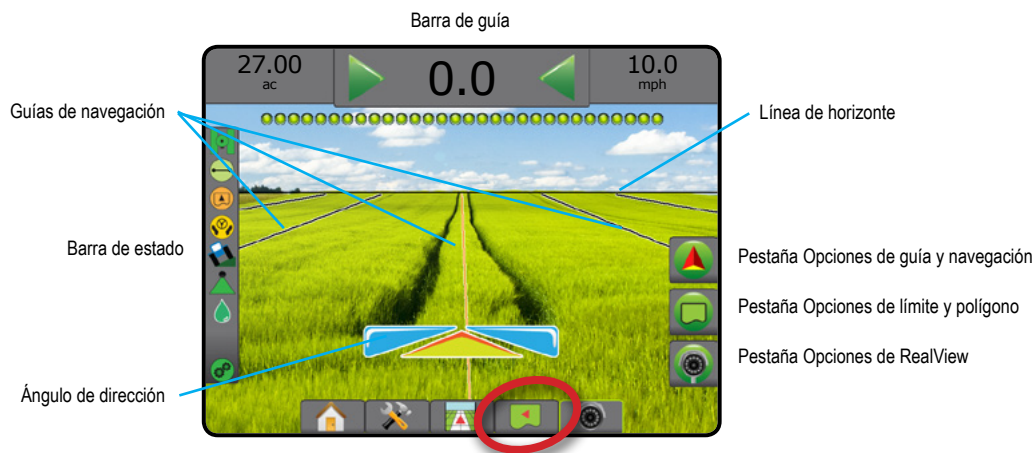 Barra de guía
27.00
ac
0.0
10.0
mph
Guías de navegación
Línea de horizonte
Barra de estado
Pestaña Opciones de guía y navegación
Pestaña Opciones de límite y polígono
Pestaña Opciones de RealView
Ángulo de dirección